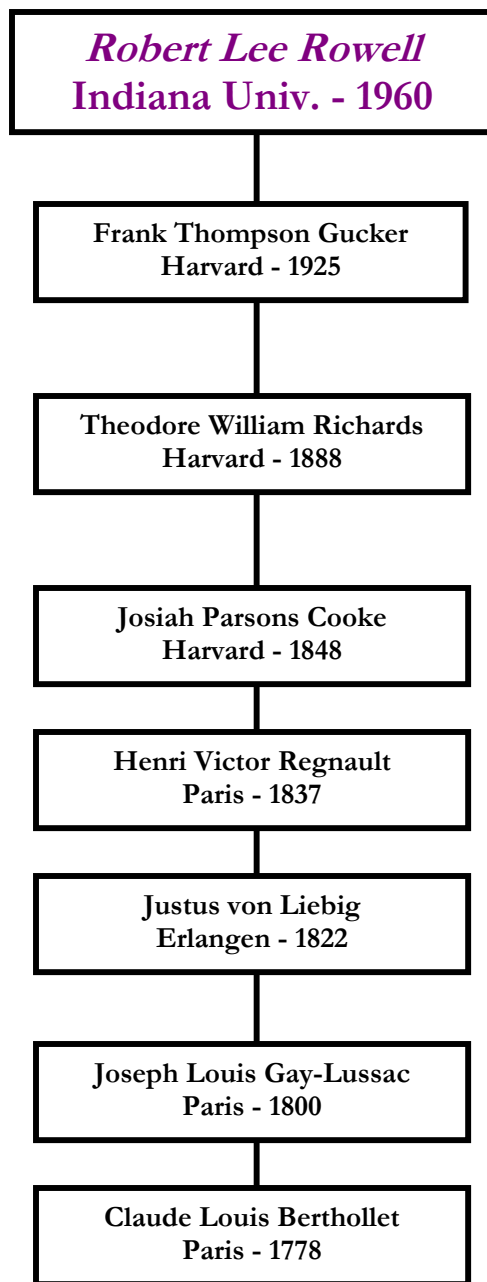 Robert Lee Rowell
Indiana Univ. - 1960
Frank Thompson Gucker
Harvard - 1925
Theodore William Richards
Harvard - 1888
Josiah Parsons Cooke
Harvard - 1848
Henri Victor Regnault
Paris - 1837
Justus von Liebig
Erlangen - 1822
Joseph Louis Gay-Lussac
Paris - 1800
Claude Louis Berthollet
Paris - 1778